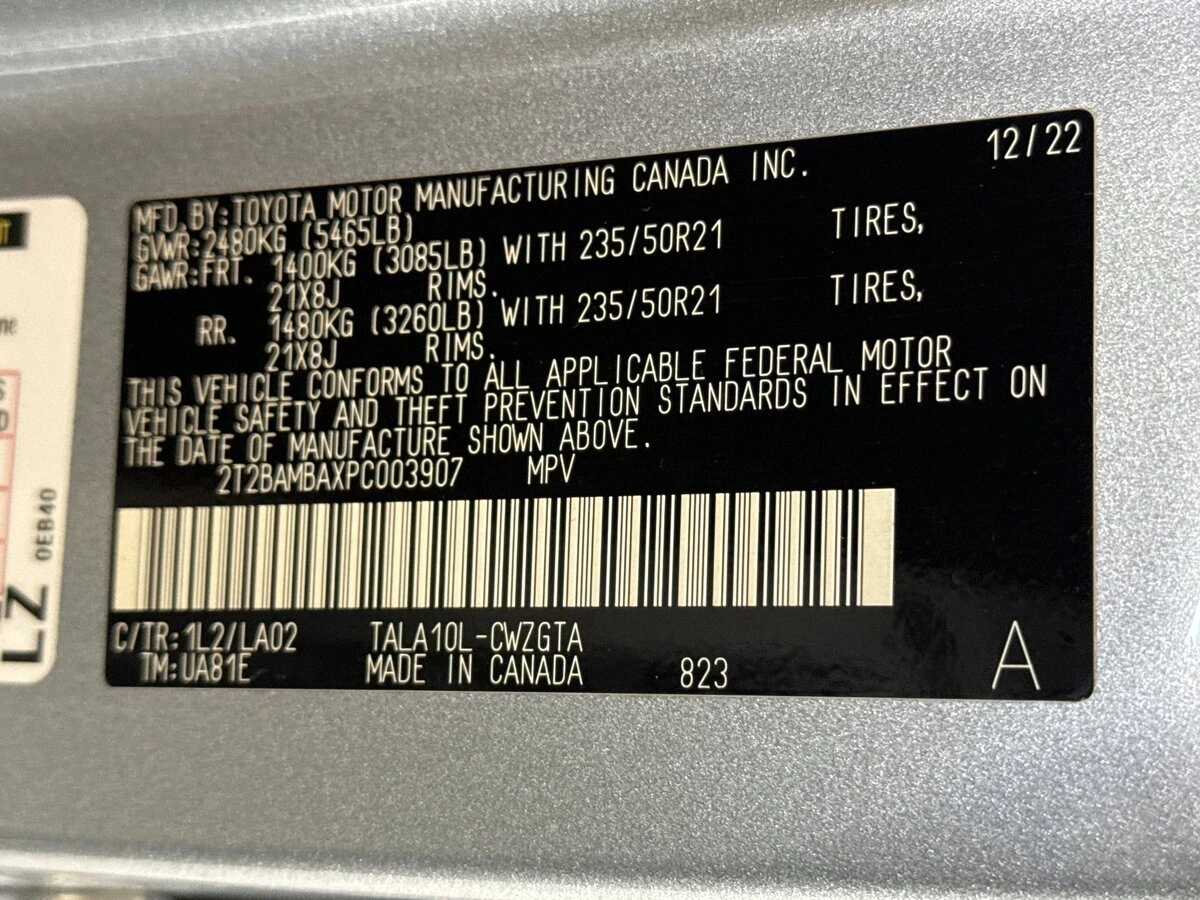 12/22
MFD.BY:TOYOTA MOTOR MANUFACTURING CANADA INC.
GVWR:2480KG (5465LB)
GAWR:FRT. 1400KG (3085LB) WITH 235/50R21 TIRES,
21X8J RIMS.
RR. 1480KG (3260LB) WITH 235/50R21 TIRES,
21X8J RIMS.
THIS VEHICLE CONFORMS TO ALL APPLICABLE FEDERAL MOTOR
VEHICLE SAFETY AND THEFT PREVENTION STANDARDS IN EFFECT ON
THE DATE OF MANUFACTURE SHOWN ABOVE.
2T2BAMBAXPC003907 MPV
C/TR:1L2/LA02 TALA10L-CWZGTA
TM:UA81E MADE IN CANADA 823 A
LZ 0EB40